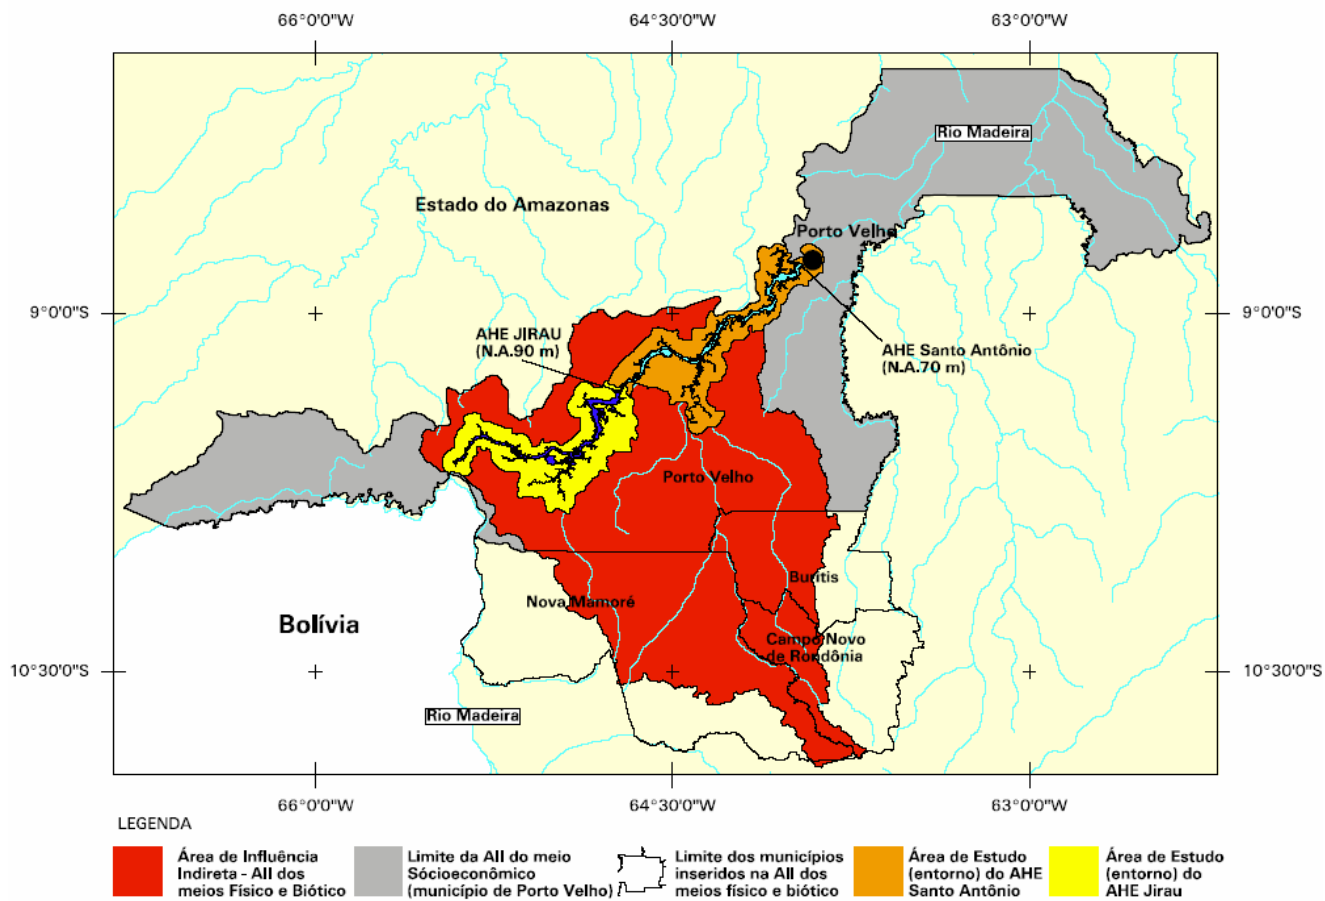 66°0'0"W
64°30'0"W
63°0'0"W
Rio Madeira
Estado do Amazonas
Porto Velho
9°0'0"S
9°0'0"S
AHE JIRAU
(N.A.90 m)
AHE Santo Antônio
(N.A.70 m)
Porto Velho
Buritis
Nova Mamoré
Bolívia
Campo Novo
de Rondônia
10°30'0"S
10°30'0"S
Rio Madeira
66°0'0"W
64°30'0"W
63°0'0"W
LEGENDA
Área de Influência
Indireta - AII dos
meios Físico e Biótico
Limite da AII do meio
Sócioeconômico
(município de Porto Velho)
Limite dos municípios
inseridos na AII dos
meios físico e biótico
Área de Estudo
(entorno) do AHE
Santo Antônio
Área de Estudo
(entorno) do
AHE Jirau